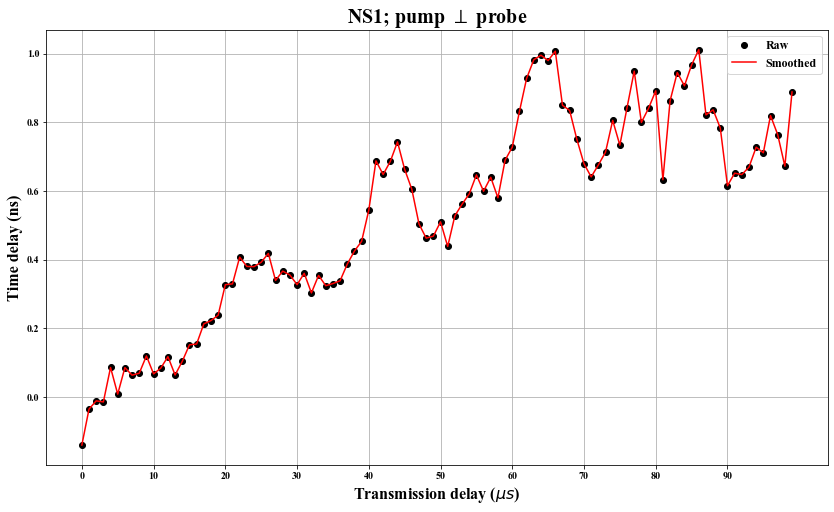 NS1; pump ⊥ probe
Raw
Smoothed
1.0
0.8
0.6
0.4
0.2
0.0
Time delay (ns)
0 10 20 30 40 50 60 70 80 90
Transmission delay (μs)